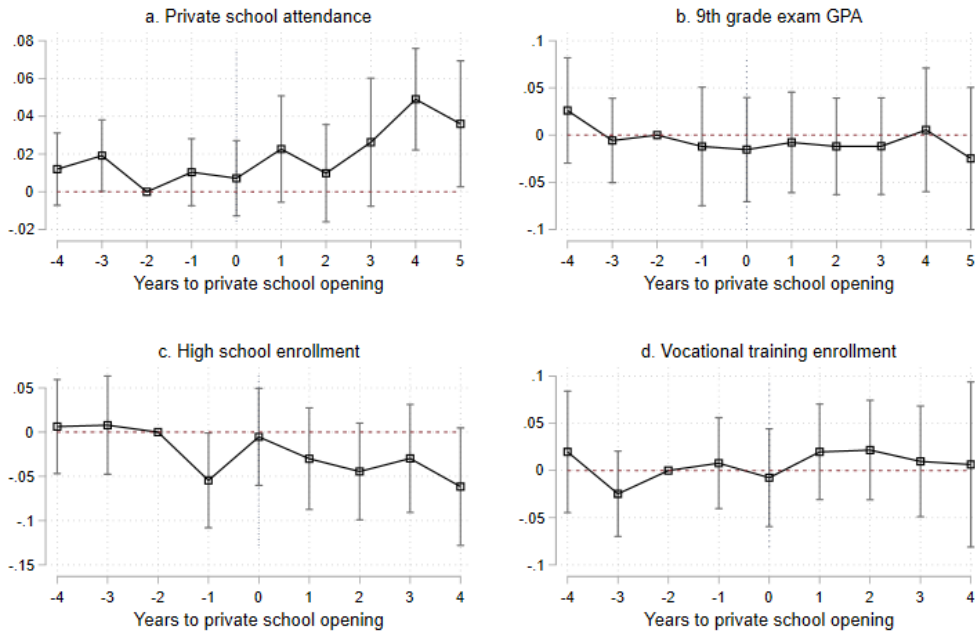 a. Private school attendance
.08
.06
.04
.02
0
-.02
-4 -3 -2 -1 0 1 2 3 4 5
Years to private school opening
b. 9th grade exam GPA
.1
.05
0
-.05
-.1
-4 -3 -2 -1 0 1 2 3 4 5
Years to private school opening
c. High school enrollment
.05
0
-.05
-.1
-.15
-4 -3 -2 -1 0 1 2 3 4
Years to private school opening
d. Vocational training enrollment
.1
.05
0
-.05
-.1
-4 -3 -2 -1 0 1 2 3 4
Years to private school opening